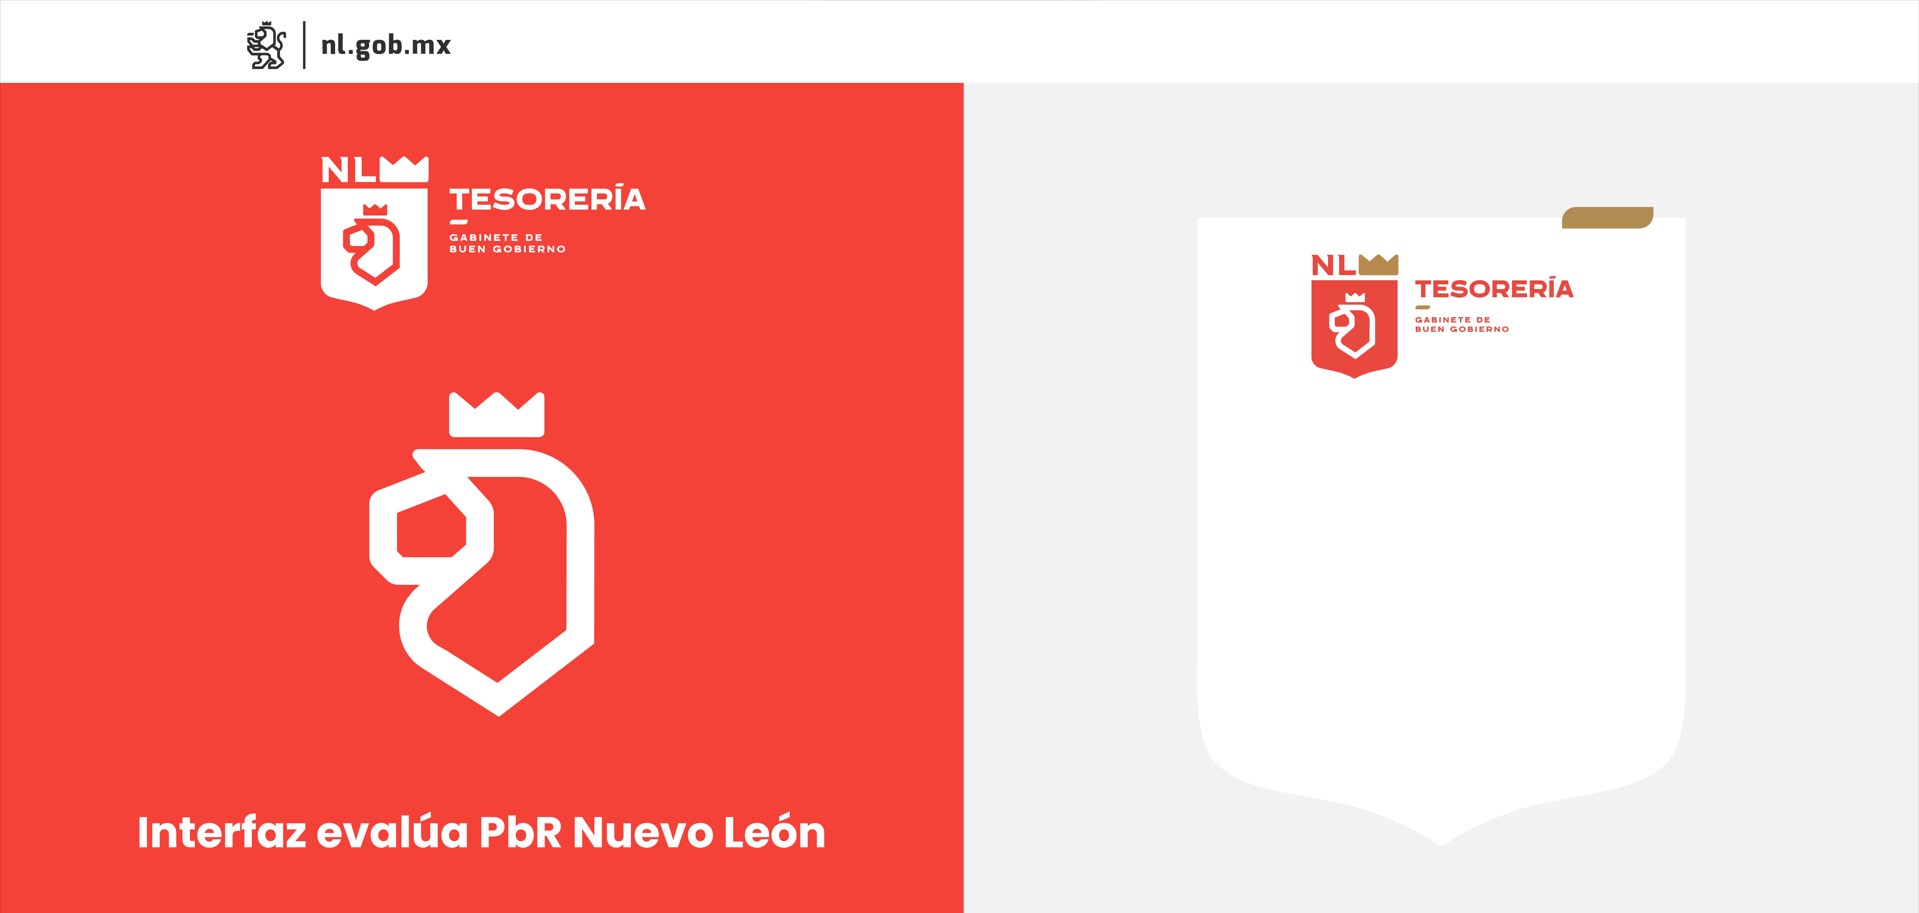 nl.gob.mx
NL
TESORERÍA
GABINETE DE
BUEN GOBIERNO
Interfaz evalúa PbR Nuevo León
NL
TESORERÍA
GABINETE DE
BUEN GOBIERNO